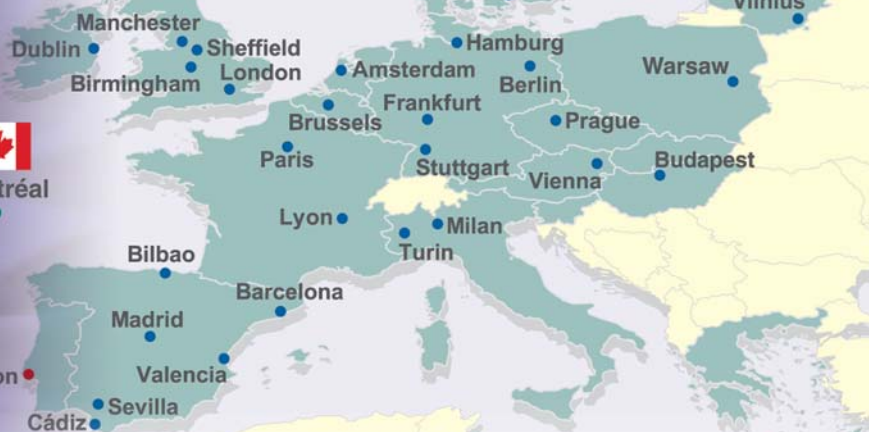 Vilnius
Manchester
Dublin
Sheffield
Hamburg
Birmingham
London
Amsterdam
Berlin
Warsaw
Frankfurt
Brussels
Prague
Paris
Stuttgart
Budapest
Vienna
tréal
Lyon
Milan
Turin
Bilbao
Barcelona
Madrid
Valencia
on
Sevilla
Cádiz